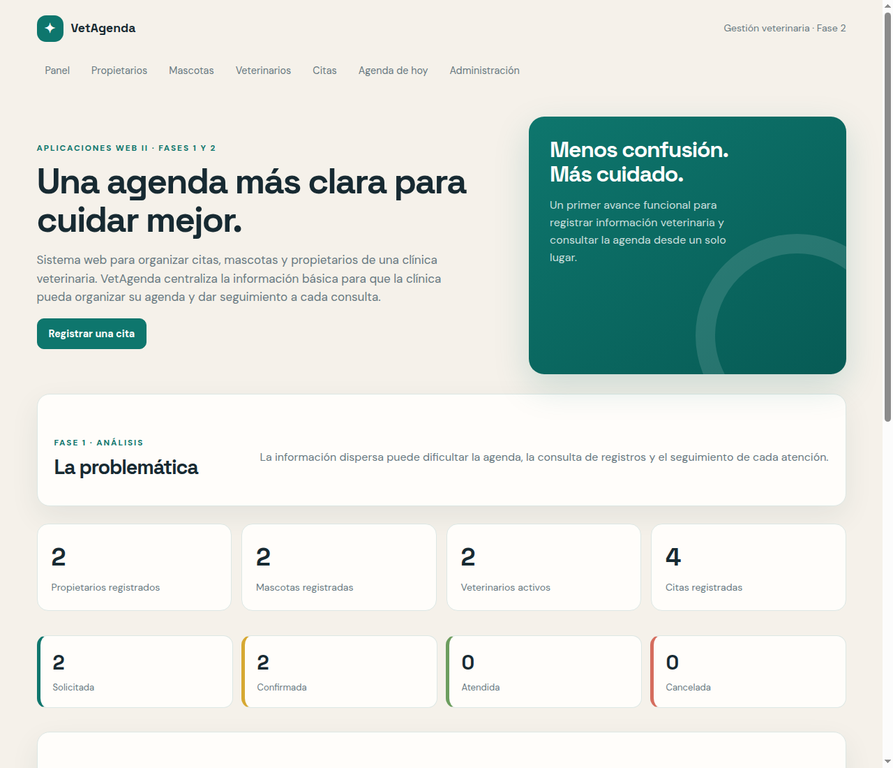 VetAgenda
Gestión veterinaria · Fase 2
Panel Propietarios Mascotas Veterinarios Citas Agenda de hoy Administración
APLICACIONES WEB II · FASES 1 Y 2
Una agenda más clara para
cuidar mejor.
Sistema web para organizar citas, mascotas y propietarios de una clínica
veterinaria. VetAgenda centraliza la información básica para que la clínica
pueda organizar su agenda y dar seguimiento a cada consulta.
Registrar una cita
Menos confusión.
Más cuidado.
Un primer avance funcional para
registrar información veterinaria y
consultar la agenda desde un solo
lugar.
FASE 1 · ANÁLISIS
La problemática
La información dispersa puede dificultar la agenda, la consulta de registros y el seguimiento de cada atención.
2
Propietarios registrados
2
Mascotas registradas
2
Veterinarios activos
4
Citas registradas
2
Solicitada
2
Confirmada
0
Atendida
0
Cancelada